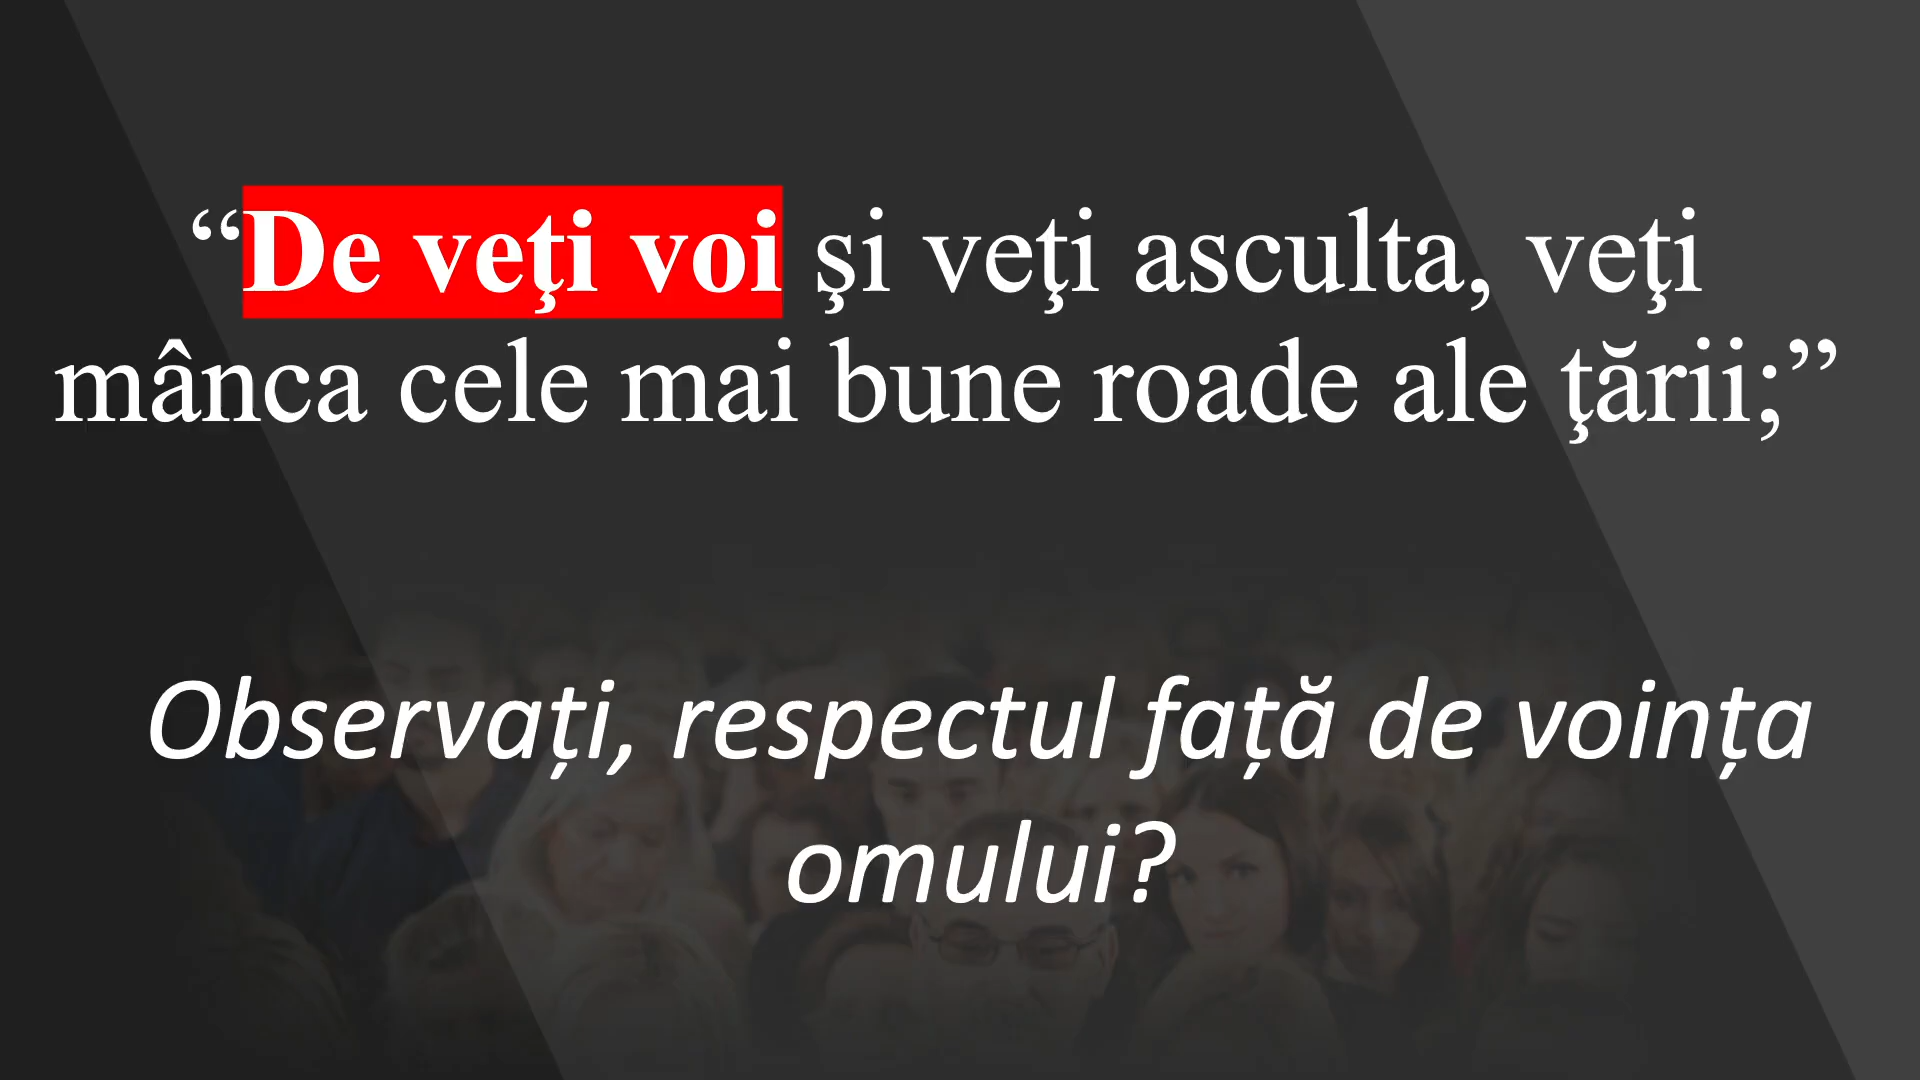 “De veţi voi şi veţi asculta, veţi
mânca cele mai bune roade ale ţării;”
Observați, respectul față de voința
omului?